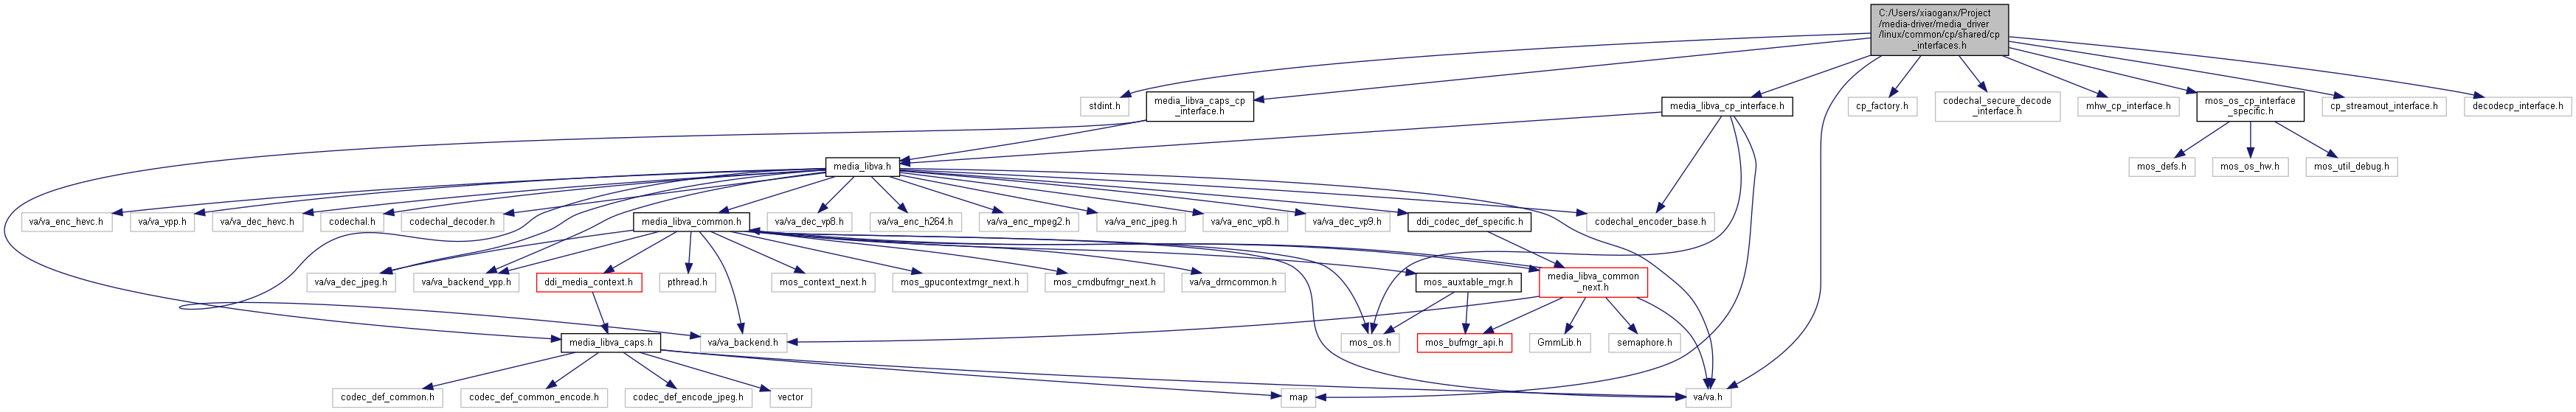 C:/Users/xiaoganx/Project
/media-driver/media_driver
/linux/common/cp/shared/cp
_interfaces.h
stdint.h
media_libva_caps_cp
_interface.h
media_libva_cp_interface.h
cp_factory.h
codechal_secure_decode
_interface.h
mhw_cp_interface.h
mos_os_cp_interface
_specific.h
cp_streamout_interface.h
decodecp_interface.h
media_libva.h
mos_defs.h
mos_os_hw.h
mos_util_debug.h
va/va_enc_hevc.h
va/va_vpp.h
va/va_dec_hevc.h
codechal.h
codechal_decoder.h
media_libva_common.h
va/va_dec_vp8.h
va/va_enc_h264.h
va/va_enc_mpeg2.h
va/va_enc_jpeg.h
va/va_enc_vp8.h
va/va_dec_vp9.h
ddi_codec_def_specific.h
codechal_encoder_base.h
va/va_dec_jpeg.h
va/va_backend_vpp.h
ddi_media_context.h
pthread.h
mos_context_next.h
mos_gpucontextmgr_next.h
mos_cmdbufmgr_next.h
va/va_drmcommon.h
mos_auxtable_mgr.h
media_libva_common
_next.h
media_libva_caps.h
va/va_backend.h
mos_os.h
mos_bufmgr_api.h
GmmLib.h
semaphore.h
codec_def_common.h
codec_def_common_encode.h
codec_def_encode_jpeg.h
vector
map
va/va.h